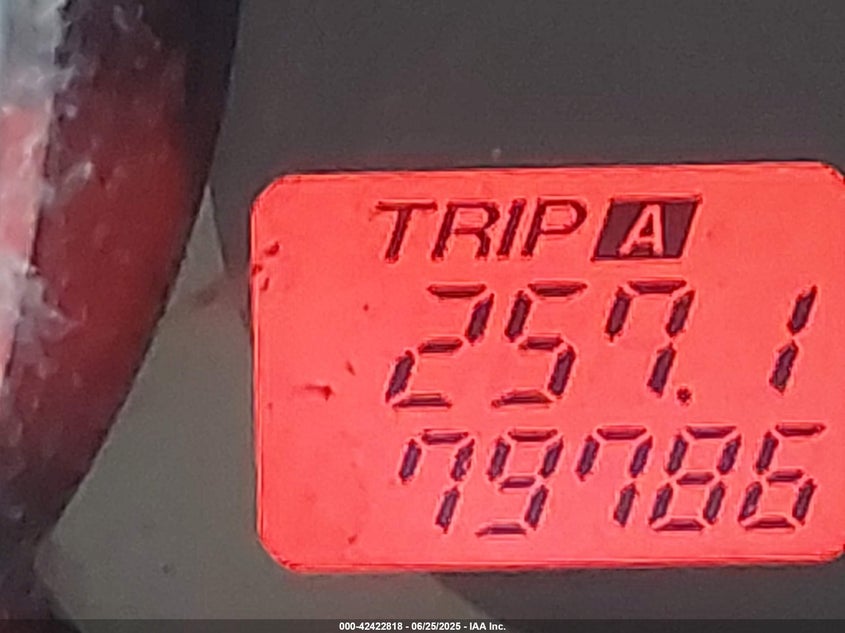 TRIP A
257.1
79786
000-42422818 - 06/25/2025 - IAA Inc.